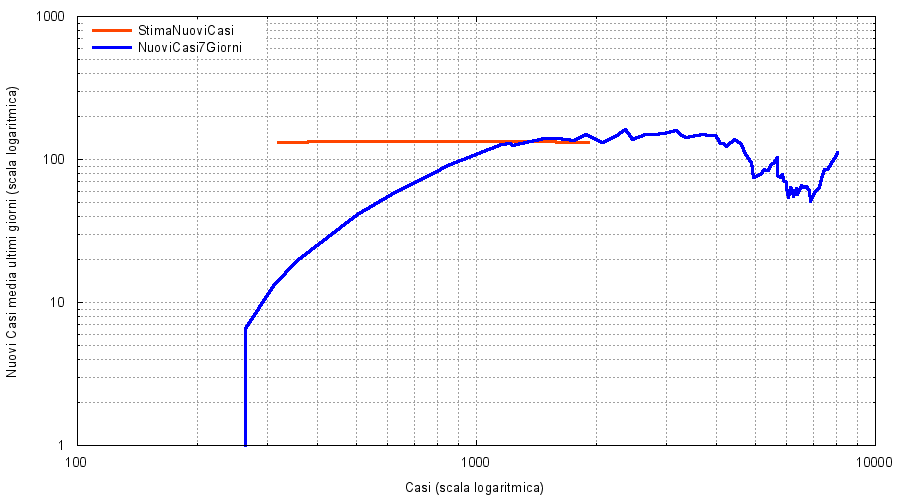 1000
StimaNuoviCasi
NuoviCasi7Giorni
100
10
1
100
1000
10000
Nuovi Casi media ultimi giorni (scala logaritmica)
Casi (scala logaritmica)